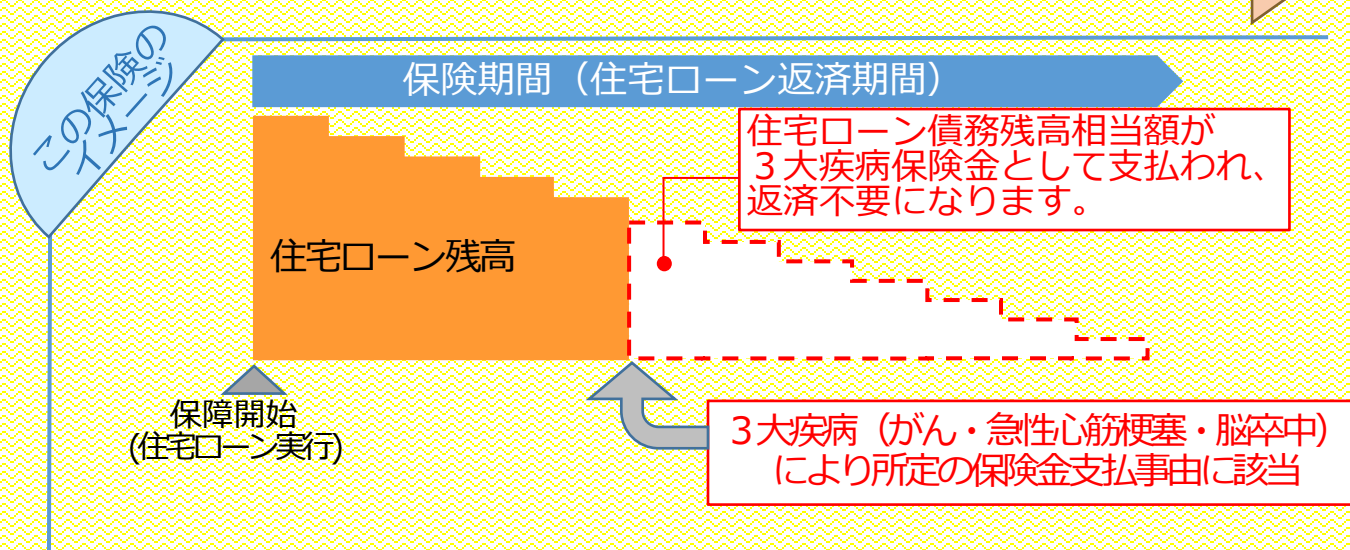 この保険の
イメージ
保険期間（住宅ローン返済期間）
住宅ローン債務残高相当額が
３大疾病保険金として支払われ、
返済不要になります。
住宅ローン残高
保障開始
(住宅ローン実行)
３大疾病（がん・急性心筋梗塞・脳卒中）
により所定の保険金支払事由に該当